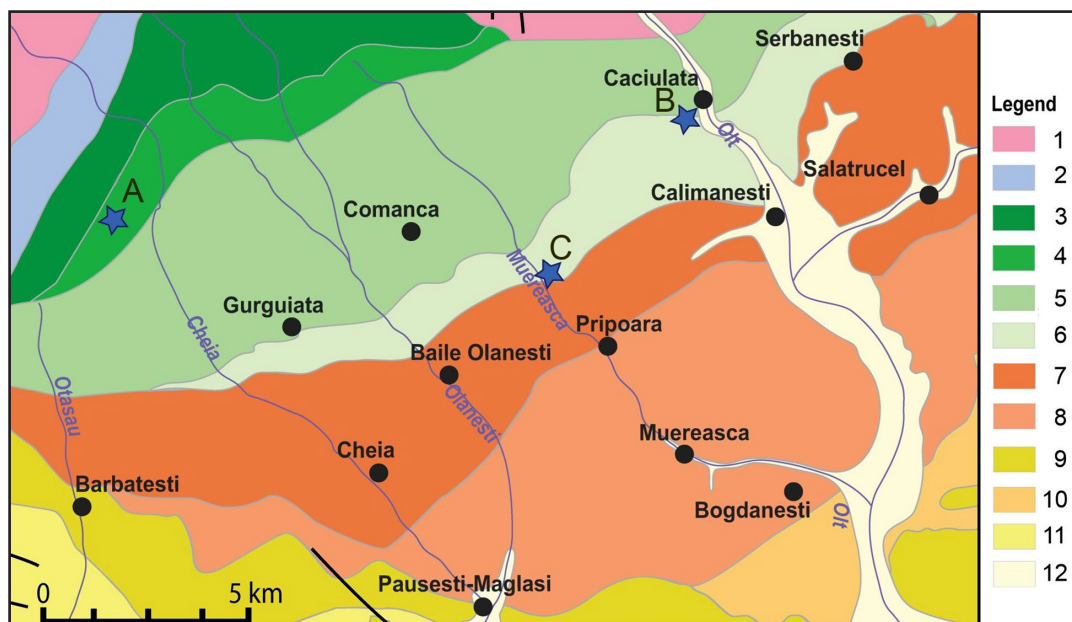 Serbanesti
Caciulata
B
Olt
Legend
1
2
3
4
5
6
7
8
9
10
11
12
A
Salatrucel
Calimanesti
Comanca
C
Muereasca
Gurguiata
Cheia
Pripoara
Baile Olanesti
Otasau
Olanesti
Muereasca
Cheia
Barbatesti
Bogdanesti
Olt
Pausesti-Maglasi
0 5 km